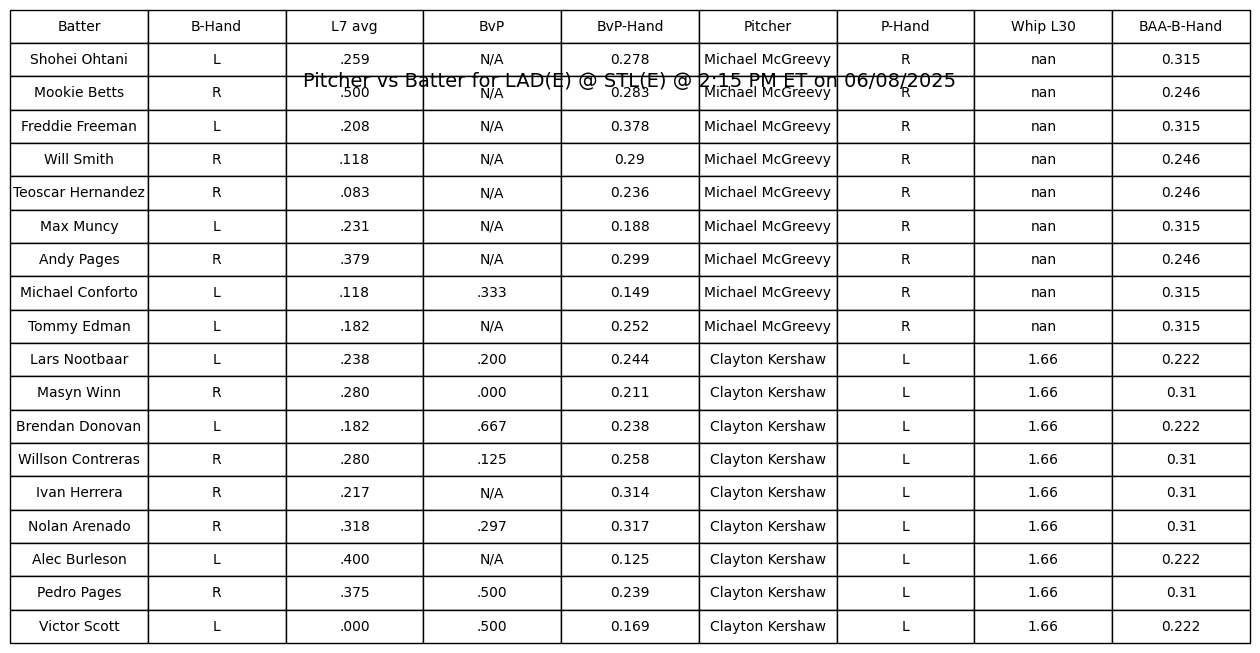 Batter B-Hand L7 avg BvP BvP-Hand Pitcher P-Hand Whip L30 BAA-B-Hand
Shohei Ohtani L .259 N/A 0.278 Michael McGreevy R nan 0.315
Pitcher vs Batter for LAD(E) @ STL(E) @ 2:15 PM ET on 06/08/2025
Mookie Betts R .500 N/A 0.283 Michael McGreevy R nan 0.246
Freddie Freeman L .208 N/A 0.378 Michael McGreevy R nan 0.315
Will Smith R .118 N/A 0.29 Michael McGreevy R nan 0.246
Teoscar Hernandez R .083 N/A 0.236 Michael McGreevy R nan 0.246
Max Muncy L .231 N/A 0.188 Michael McGreevy R nan 0.315
Andy Pages R .379 N/A 0.299 Michael McGreevy R nan 0.246
Michael Conforto L .118 .333 0.149 Michael McGreevy R nan 0.315
Tommy Edman L .182 N/A 0.252 Michael McGreevy R nan 0.315
Lars Nootbaar L .238 .200 0.244 Clayton Kershaw L 1.66 0.222
Masyn Winn R .280 .000 0.211 Clayton Kershaw L 1.66 0.31
Brendan Donovan L .182 .667 0.238 Clayton Kershaw L 1.66 0.222
Willson Contreras R .280 .125 0.258 Clayton Kershaw L 1.66 0.31
Ivan Herrera R .217 N/A 0.314 Clayton Kershaw L 1.66 0.31
Nolan Arenado R .318 .297 0.317 Clayton Kershaw L 1.66 0.31
Alec Burleson L .400 N/A 0.125 Clayton Kershaw L 1.66 0.222
Pedro Pages R .375 .500 0.239 Clayton Kershaw L 1.66 0.31
Victor Scott L .000 .500 0.169 Clayton Kershaw L 1.66 0.222